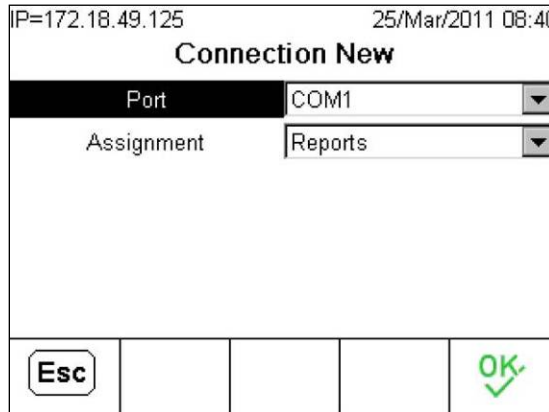 IP=172.18.49.125 25/Mar/2011 08:40
Connection New
Port COM1
Assignment Reports
Esc OK